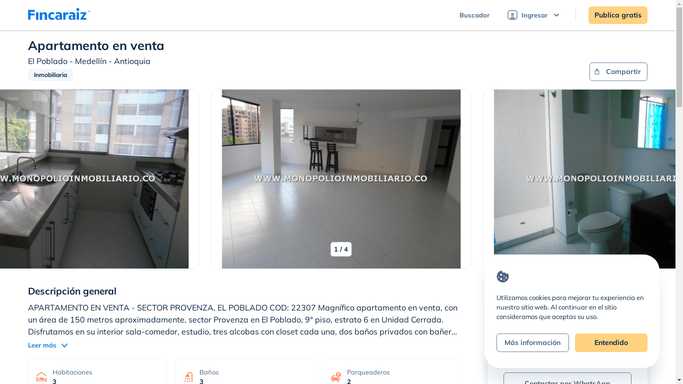 Fincaraiz
Buscador
Ingresar
Publica gratis
Apartamento en venta
El Poblado - Medellín - Antioquia
Inmobiliaria
Compartir
WWW.MONOPOLIOINMOBILIARIO.CO
WWW.MONOPOLIOINMOBILIARIO.CO
WWW.MONOPOLIOINMOBILIARIO.CO
1 / 4
Descripción general
APARTAMENTO EN VENTA - SECTOR PROVENZA, EL POBLADO COD: 22307 Magnífico apartamento en venta, con
un área de 150 metros aproximadamente, sector Provenza en El Poblado, 9° piso, estrato 6 en Unidad Cerrada.
Disfrutamos en su interior sala-comedor, estudio, tres alcobas con closet cada una, dos baños privados con bañer...
Leer más
Habitaciones
3
Baños
3
Parqueaderos
2
Utilizamos cookies para mejorar tu experiencia en
nuestro sitio web. Al continuar en el sitio
consideramos que aceptas su uso.
Más información
Entendido
Contactar por WhatsApp